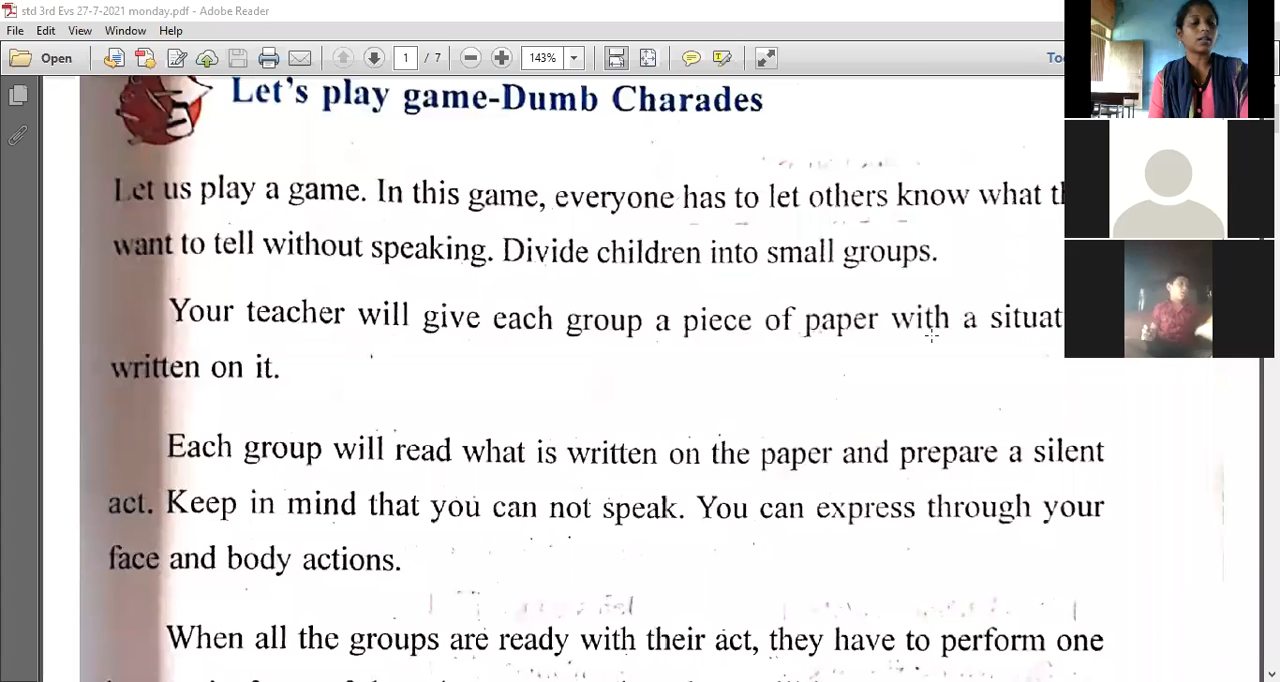 std 3rd Evs 27-7-2021 monday.pdf - Adobe Reader
File Edit View Window Help
Open 1 / 7 143%
Let's play game-Dumb Charades
Let us play a game. In this game, everyone has to let others know what
want to tell without speaking. Divide children into small groups.
Your teacher will give each group a piece of paper with a
written on it.
Each group will read what is written on the paper and prepare a silent
act. Keep in mind that you can not speak. You can express through your
face and body actions.
When all the groups are ready with their act, they have to perform one